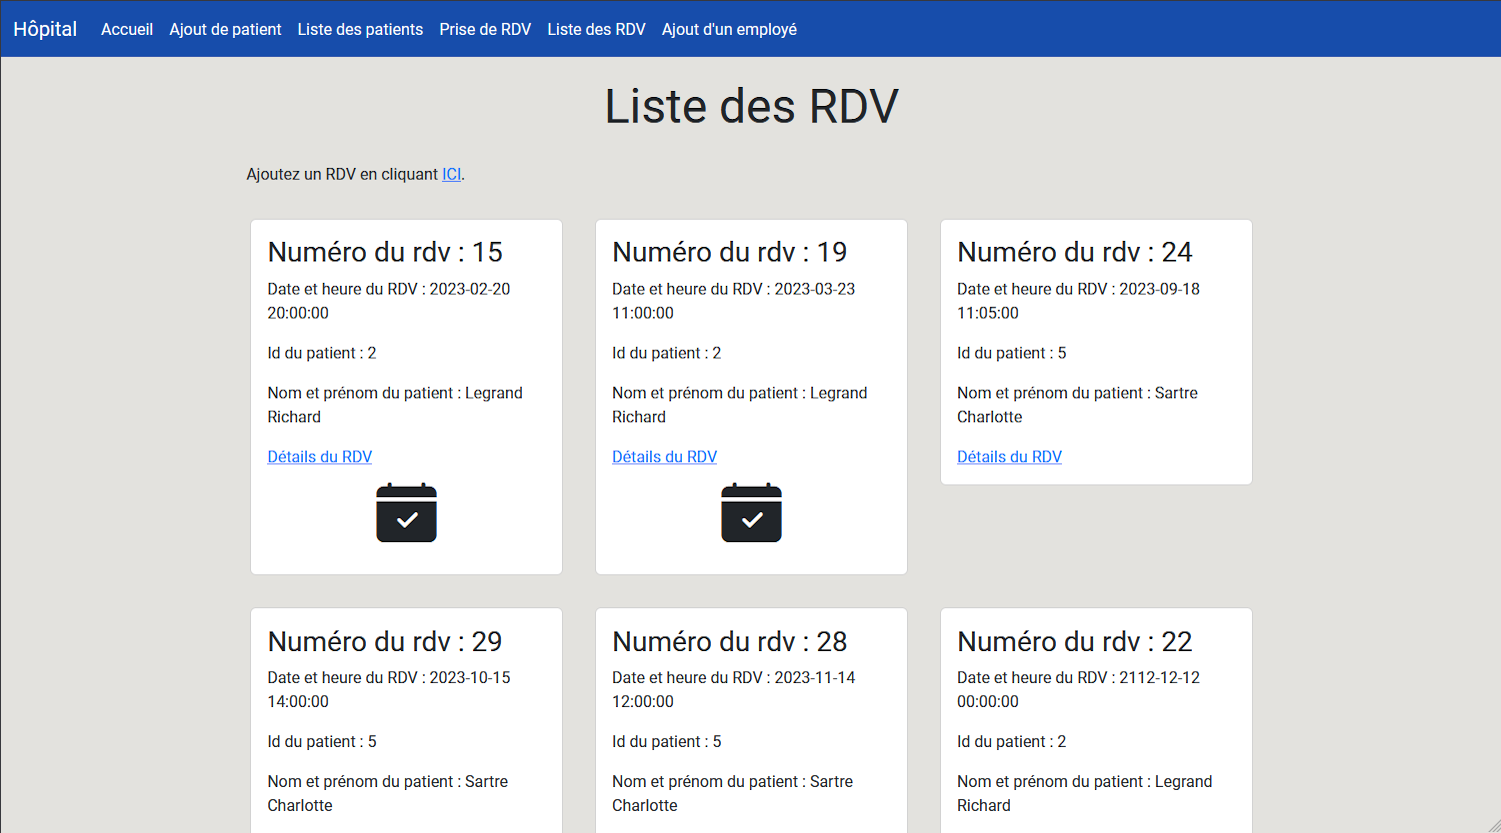 Hôpital Accueil Ajout de patient Liste des patients Prise de RDV Liste des RDV Ajout d'un employé
Liste des RDV
Ajoutez un RDV en cliquant ICI.
Numéro du rdv : 15
Date et heure du RDV : 2023-02-20
20:00:00
Id du patient : 2
Nom et prénom du patient : Legrand
Richard
Détails du RDV
Numéro du rdv : 19
Date et heure du RDV : 2023-03-23
11:00:00
Id du patient : 2
Nom et prénom du patient : Legrand
Richard
Détails du RDV
Numéro du rdv : 24
Date et heure du RDV : 2023-09-18
11:05:00
Id du patient : 5
Nom et prénom du patient : Sartre
Charlotte
Détails du RDV
Numéro du rdv : 29
Date et heure du RDV : 2023-10-15
14:00:00
Id du patient : 5
Nom et prénom du patient : Sartre
Charlotte
Numéro du rdv : 28
Date et heure du RDV : 2023-11-14
12:00:00
Id du patient : 5
Nom et prénom du patient : Sartre
Charlotte
Numéro du rdv : 22
Date et heure du RDV : 2112-12-12
00:00:00
Id du patient : 2
Nom et prénom du patient : Legrand
Richard